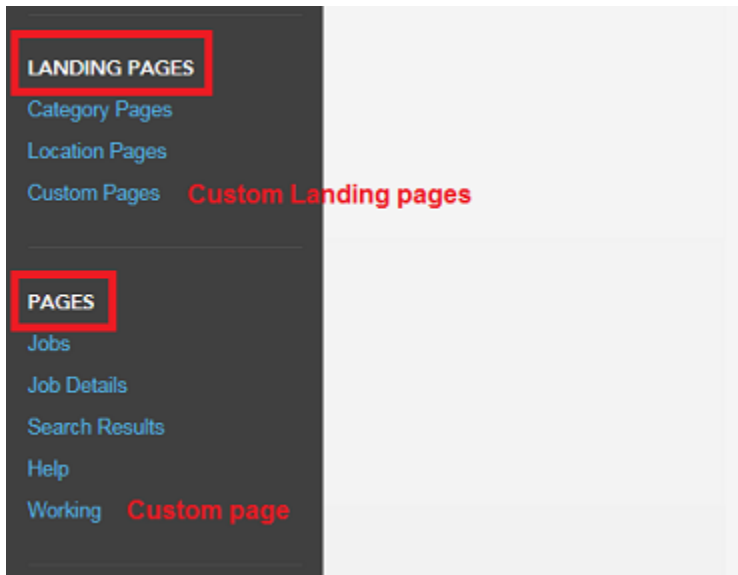 LANDING PAGES
Category Pages
Location Pages
Custom Pages Custom Landing pages
PAGES
Jobs
Job Details
Search Results
Help
Working Custom page